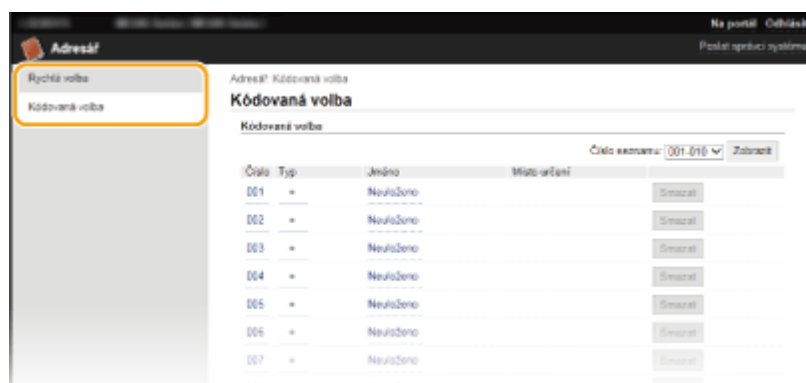 Na portál Odhlásit
Adresář
Poslat správci systému
Rychlá volba
Kódovaná volba
Adresář: Kódovaná volba
Kódovaná volba
Kódovaná volba
Číslo seznamu: 001-010 Zobrazit
Číslo Typ Jméno Místo určení
001 Neuloženo Smazat
002 Neuloženo Smazat
003 Neuloženo Smazat
004 Neuloženo Smazat
005 Neuloženo Smazat
006 Neuloženo Smazat
007 Neuloženo Smazat